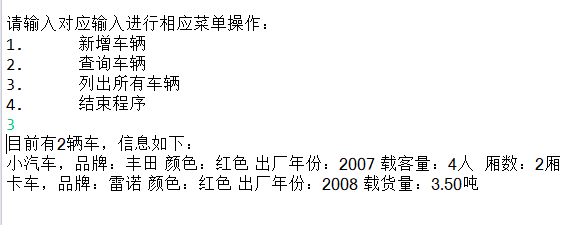 请输入对应输入进行相应菜单操作：
1.	新增车辆
2.	查询车辆
3.	列出所有车辆
4.	结束程序
3
目前有2辆车，信息如下：
小汽车，品牌：丰田 颜色：红色 出厂年份：2007 载客量：4人  厢数：2厢
卡车，品牌：雷诺 颜色：红色 出厂年份：2008 载货量：3.50吨